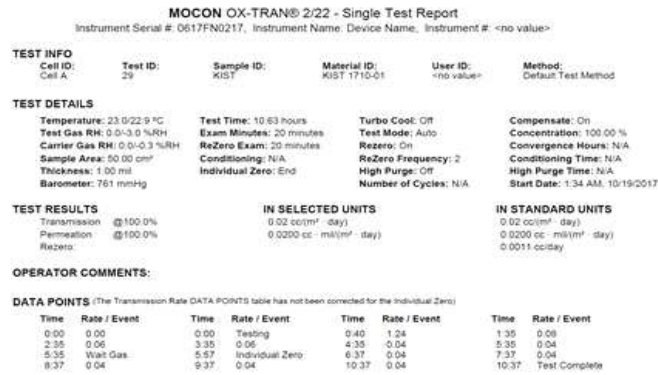 MOCON OX-TRAN® 2/22 - Single Test Report
Instrument Serial #: 0617FN0217, Instrument Name: Device Name, Instrument #: <no value>
TEST INFO
Cell ID: Test ID: Sample ID: Material ID: User ID: Method:
Cell A 29 KIST KIST 1710-01 <no value> Default Test Method
TEST DETAILS
Temperature: 23.0/22.9 ºC Test Time: 10.63 hours Turbo Cool: Off Compensate: On
Test Gas RH: 0.0/-3.0 %RH Exam Minutes: 20 minutes Test Mode: Auto Concentration: 100.00 %
Carrier Gas RH: 0.0/-0.3 %RH ReZero Exam: 20 minutes Rezero: On Convergence Hours: N/A
Sample Area: 50.00 cm² Conditioning: N/A ReZero Frequency: 2 Conditioning Time: N/A
Thickness: 1.00 mil Individual Zero: End High Purge: Off High Purge Time: N/A
Barometer: 761 mmHg Number of Cycles: N/A Start Date: 1:34 AM, 10/19/2017
TEST RESULTS IN SELECTED UNITS IN STANDARD UNITS
Transmission @100.0% 0.02 cc/(m² · day) 0.02 cc/(m² · day)
Permeation @100.0% 0.0200 cc · mil/(m² · day) 0.0200 cc · mil/(m² · day)
Rezero: 0.0011 cc/day
OPERATOR COMMENTS:
DATA POINTS (The Transmission Rate DATA POINTS table has not been corrected for the Individual Zero)
Time Rate / Event Time Rate / Event Time Rate / Event Time Rate / Event
0:00 0.00 0:00 Testing 0:40 1.24 1:35 0.08
2:35 0.06 3:35 0.06 4:35 0.04 5:35 0.04
5:35 Wait Gas 5:57 Individual Zero 6:37 0.04 7:37 0.04
8:37 0.04 9:37 0.04 10:37 0.04 10:37 Test Complete